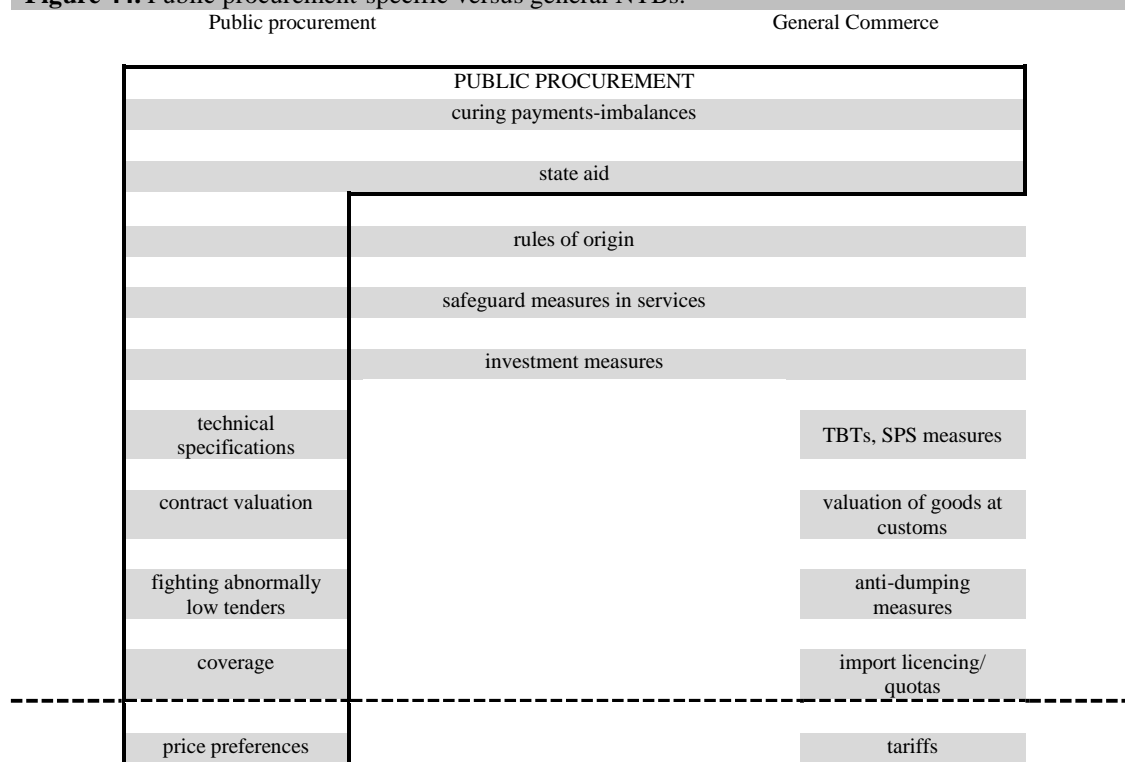 Figure 44. Public procurement-specific versus general NTBs.
Public procurement General Commerce
PUBLIC PROCUREMENT
curing payments-imbalances
state aid
rules of origin
safeguard measures in services
investment measures
technical
specifications
TBTs, SPS measures
contract valuation
valuation of goods at
customs
fighting abnormally
low tenders
anti-dumping
measures
coverage
import licencing/
quotas
price preferences
tariffs